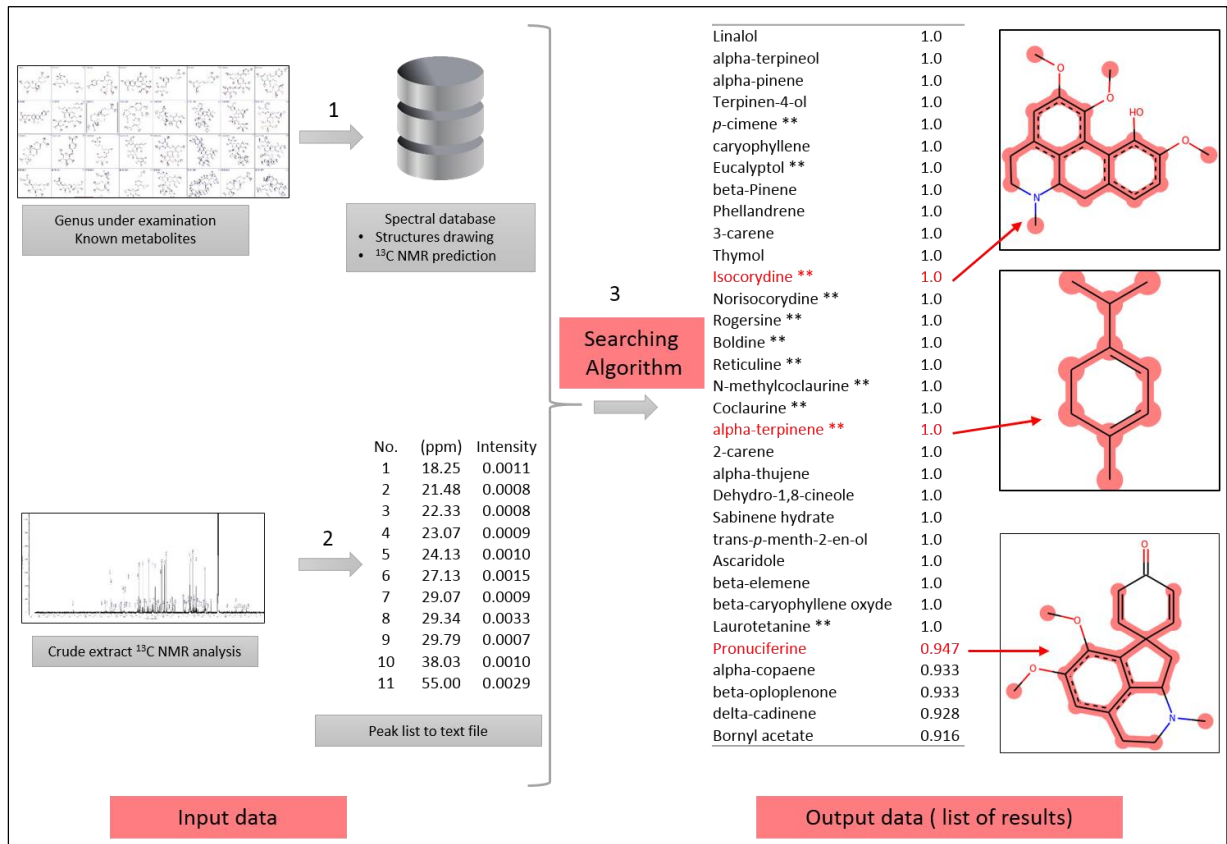 1
Genus under examination
Known metabolites
Spectral database
• Structures drawing
• ¹³C NMR prediction
2
Crude extract ¹³C NMR analysis
No. (ppm) Intensity
1 18.25 0.0011
2 21.48 0.0008
3 22.33 0.0008
4 23.07 0.0009
5 24.13 0.0010
6 27.13 0.0015
7 29.07 0.0009
8 29.34 0.0033
9 29.79 0.0007
10 38.03 0.0010
11 55.00 0.0029
Peak list to text file
Input data
3
Searching
Algorithm
Linalol 1.0
alpha-terpineol 1.0
alpha-pinene 1.0
Terpinen-4-ol 1.0
p-cimene ** 1.0
caryophyllene 1.0
Eucalyptol ** 1.0
beta-Pinene 1.0
Phellandrene 1.0
3-carene 1.0
Thymol 1.0
Isocorydine ** 1.0
Norisocorydine ** 1.0
Rogersine ** 1.0
Boldine ** 1.0
Reticuline ** 1.0
N-methylcoclaurine ** 1.0
Coclaurine ** 1.0
alpha-terpinene ** 1.0
2-carene 1.0
alpha-thujene 1.0
Dehydro-1,8-cineole 1.0
Sabinene hydrate 1.0
trans-p-menth-2-en-ol 1.0
Ascaridole 1.0
beta-elemene 1.0
beta-caryophyllene oxyde 1.0
Laurotetanine ** 1.0
Pronuciferine 0.947
alpha-copaene 0.933
beta-oploplenone 0.933
delta-cadinene 0.928
Bornyl acetate 0.916
O
O
HO
O
N
O
O
O
N
Output data ( list of results)